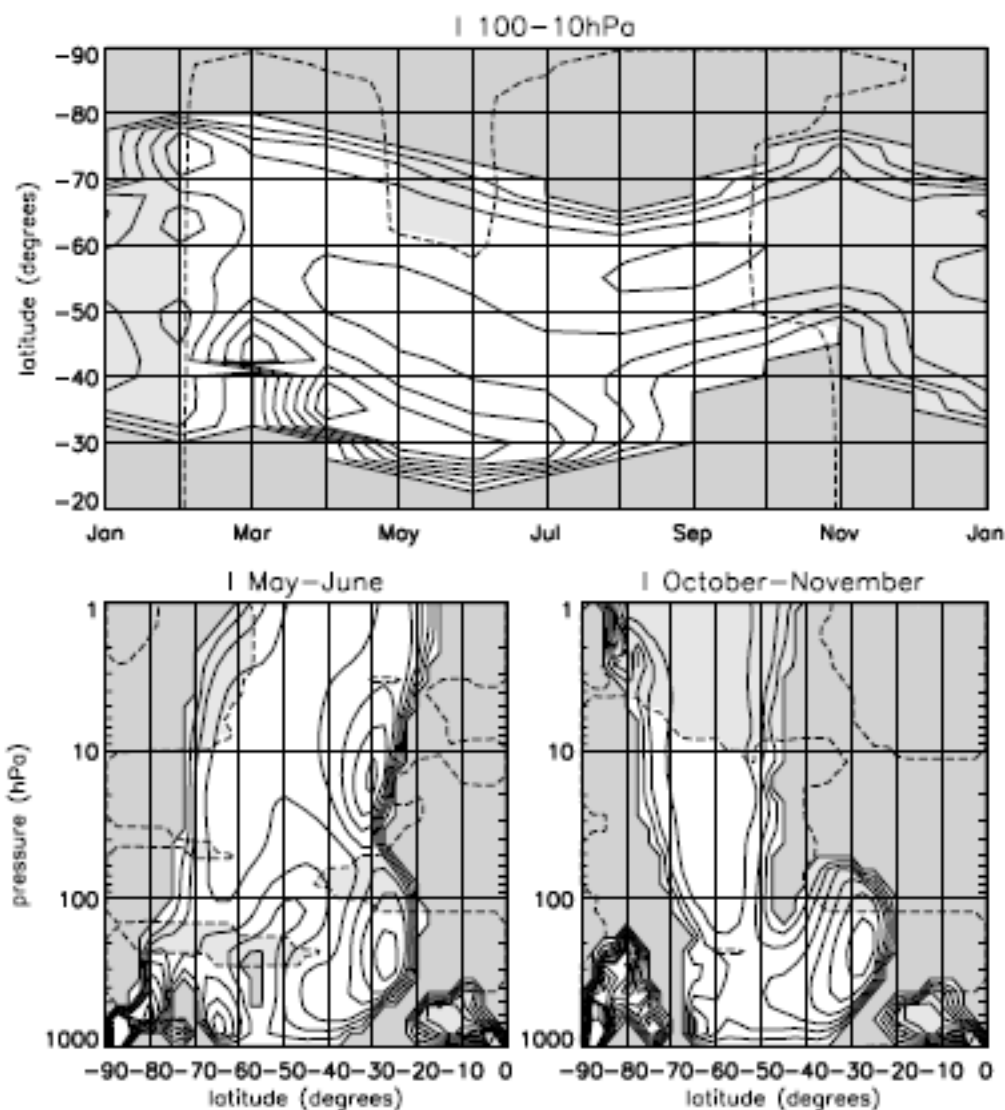 l 100-10hPa
-90
-80
-70
-60
-50
-40
-30
-20
latitude (degrees)
Jan Mar May Jul Sep Nov Jan
l May-June
l October-November
1
10
100
1000
pressure (hPa)
-90-80-70-60-50-40-30-20-10 0
latitude (degrees)
1
10
100
1000
-90-80-70-60-50-40-30-20-10 0
latitude (degrees)